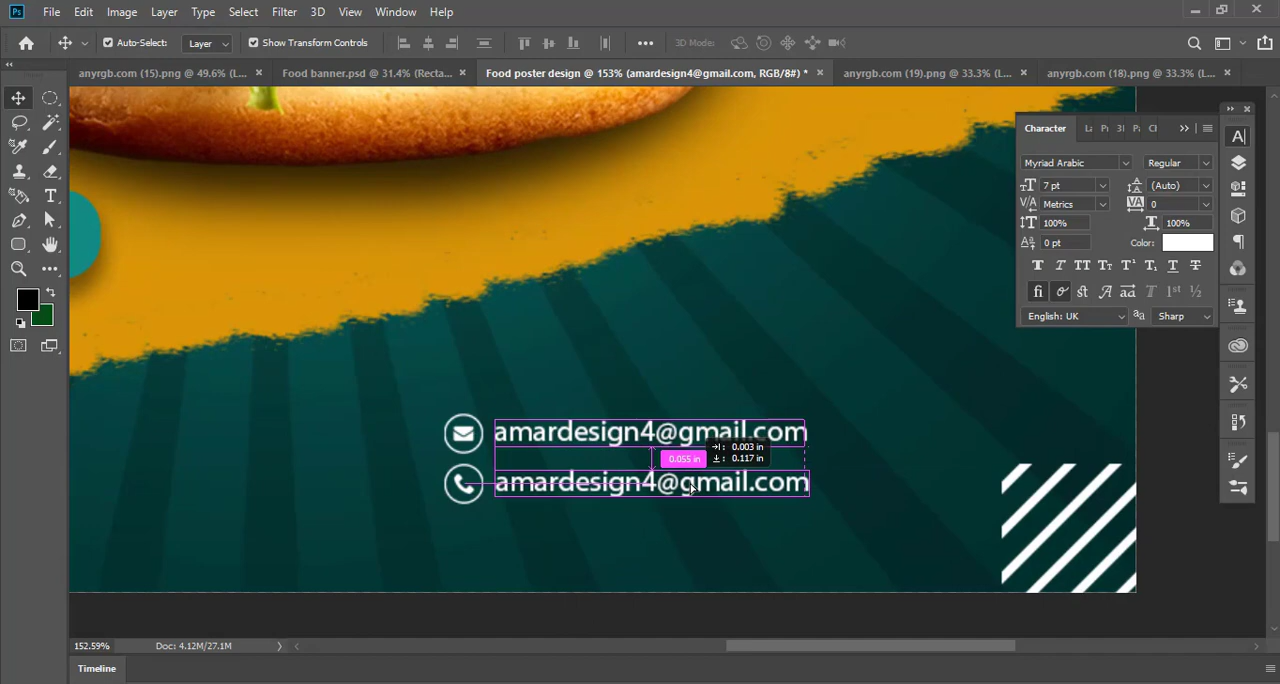 Ps File Edit Image Layer Type Select Filter 3D View Window Help
Auto-Select: Layer Show Transform Controls 3D Mode:
anyrgb.com (15).png @ 49.6% (L... × Food banner.psd @ 31.4% (Recta... × Food poster design @ 153% (amardesign4@gmail.com, RGB/8#) * × anyrgb.com (19).png @ 33.3% (L... × anyrgb.com (18).png @ 33.3% (L... ×
Character
Myriad Arabic Regular
7 pt (Auto)
Metrics 0
100% 100%
0 pt Color:
English: UK Sharp
amardesign4@gmail.com
0.003 in
0.055 in 0.117 in
amardesign4@gmail.com
152.59% Doc: 4.12M/27.1M
Timeline